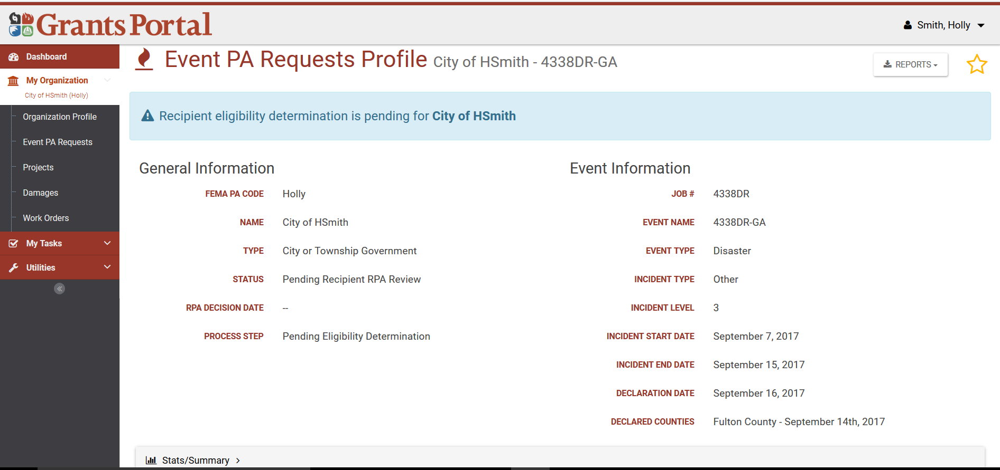 Grants Portal
Smith, Holly
Dashboard
My Organization
City of HSmith (Holly)
Organization Profile
Event PA Requests
Projects
Damages
Work Orders
My Tasks
Utilities
Event PA Requests Profile City of HSmith - 4338DR-GA
REPORTS
Recipient eligibility determination is pending for City of HSmith
General Information
FEMA PA CODE Holly
NAME City of HSmith
TYPE City or Township Government
STATUS Pending Recipient RPA Review
RPA DECISION DATE --
PROCESS STEP Pending Eligibility Determination
Event Information
JOB # 4338DR
EVENT NAME 4338DR-GA
EVENT TYPE Disaster
INCIDENT TYPE Other
INCIDENT LEVEL 3
INCIDENT START DATE September 7, 2017
INCIDENT END DATE September 15, 2017
DECLARATION DATE September 16, 2017
DECLARED COUNTIES Fulton County - September 14th, 2017
Stats/Summary